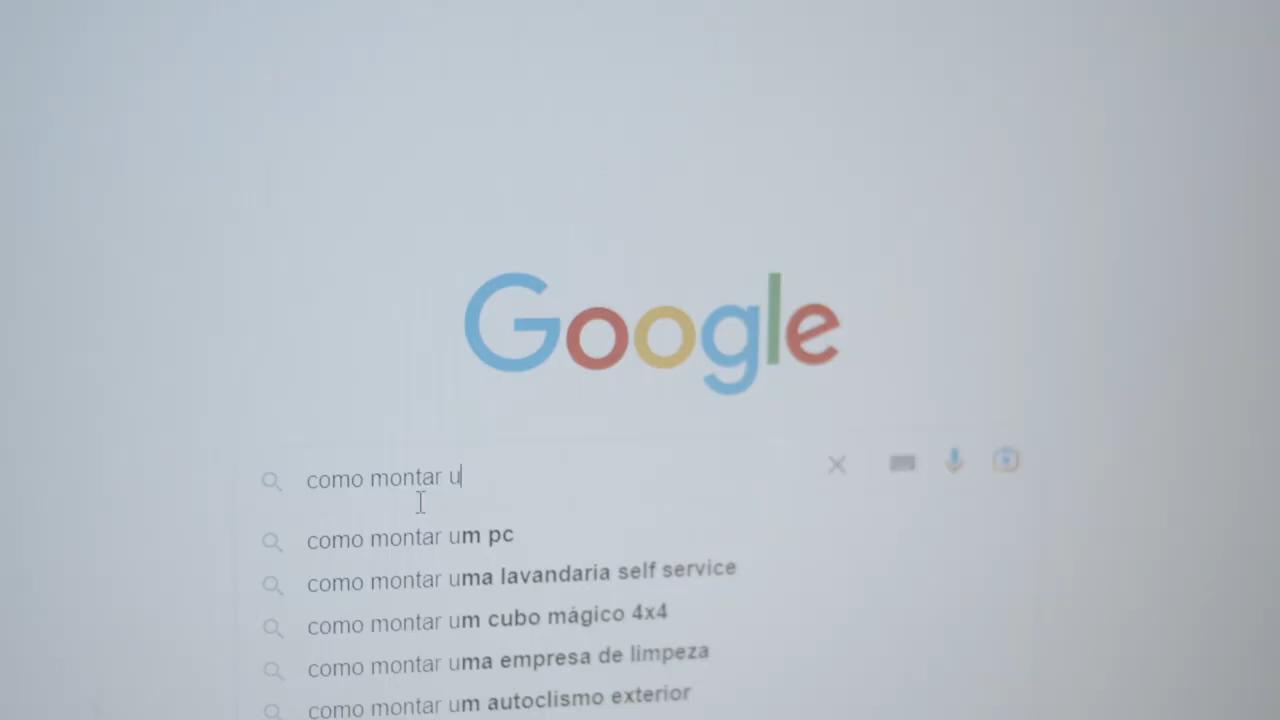 Google
como montar u
como montar um pc
como montar uma lavandaria self service
como montar um cubo mágico 4x4
como montar uma empresa de limpeza
como montar um autoclismo exterior